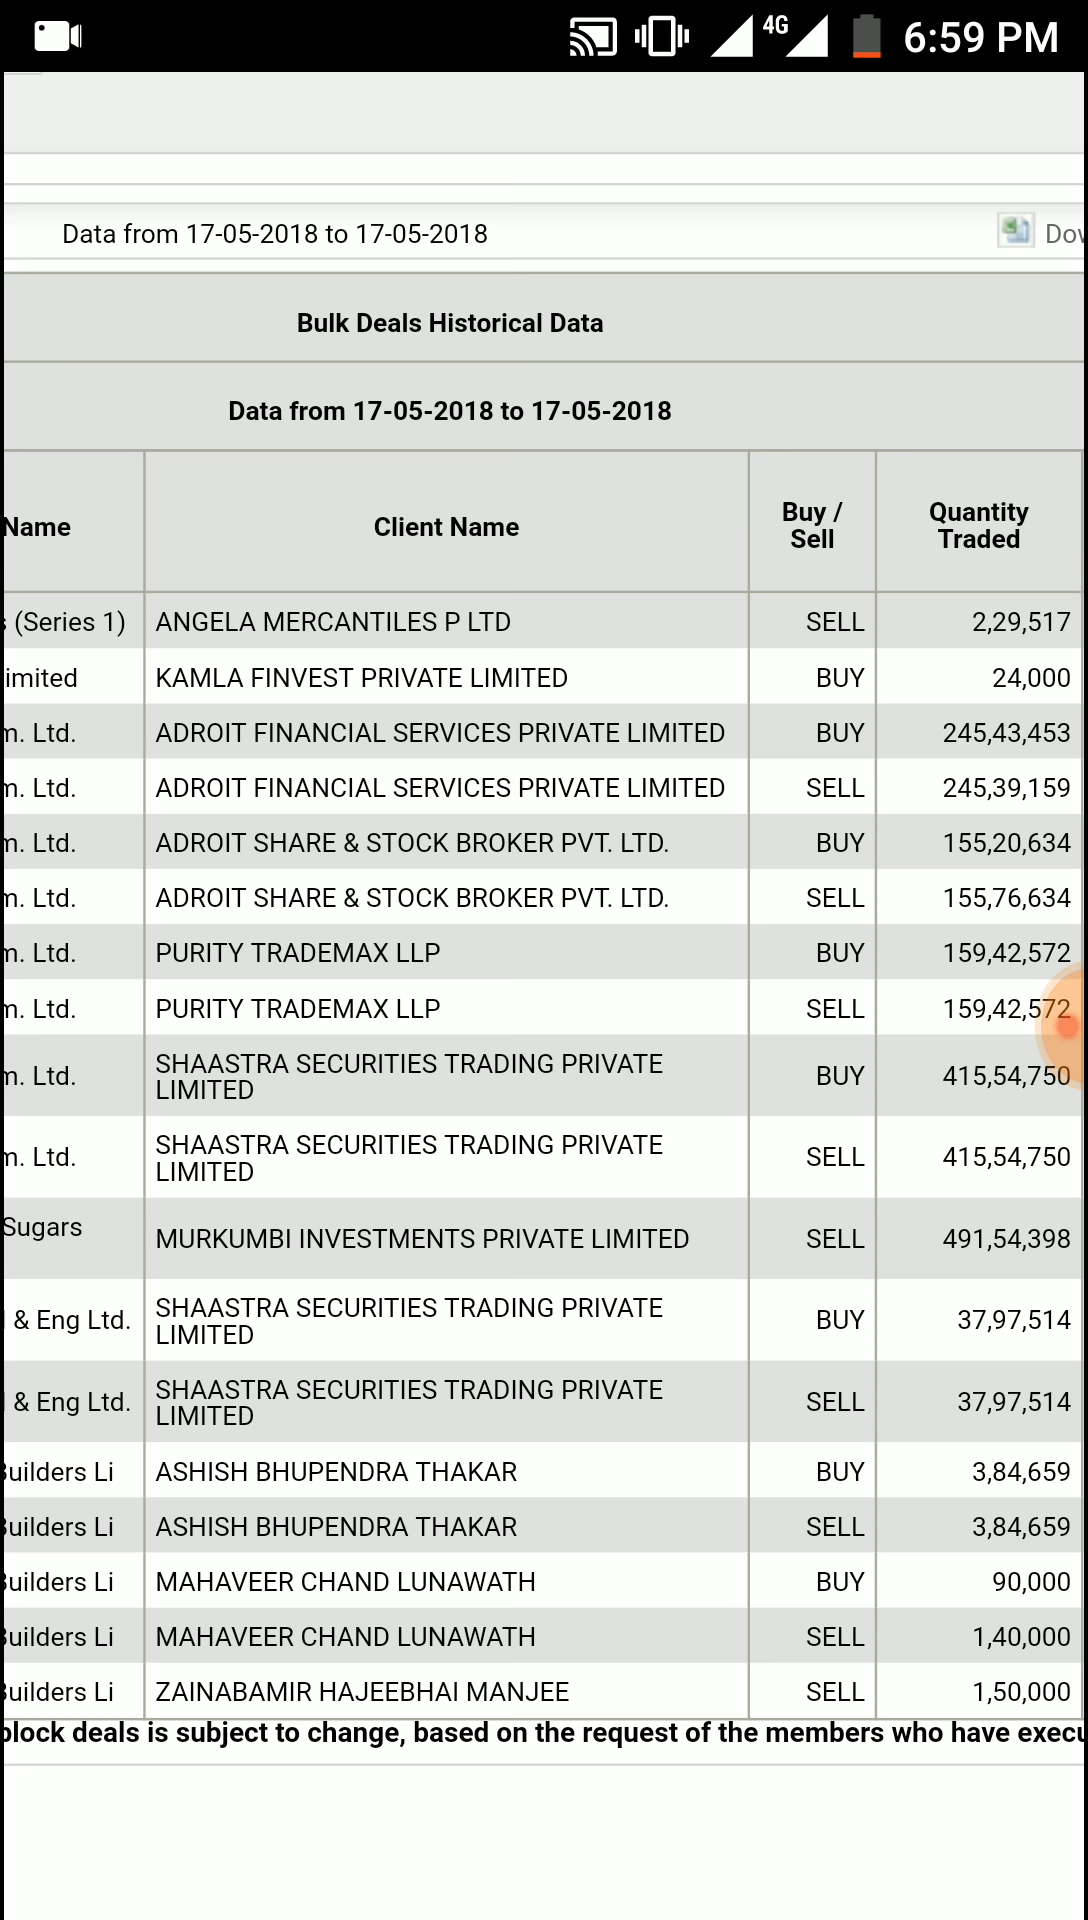 4G 6:59 PM
Data from 17-05-2018 to 17-05-2018
Bulk Deals Historical Data
Data from 17-05-2018 to 17-05-2018
Name Client Name Buy / Sell Quantity Traded
(Series 1) ANGELA MERCANTILES P LTD SELL 2,29,517
KAMLA FINVEST PRIVATE LIMITED BUY 24,000
Ltd. ADROIT FINANCIAL SERVICES PRIVATE LIMITED BUY 245,43,453
Ltd. ADROIT FINANCIAL SERVICES PRIVATE LIMITED SELL 245,39,159
Ltd. ADROIT SHARE & STOCK BROKER PVT. LTD. BUY 155,20,634
Ltd. ADROIT SHARE & STOCK BROKER PVT. LTD. SELL 155,76,634
Ltd. PURITY TRADEMAX LLP BUY 159,42,572
Ltd. PURITY TRADEMAX LLP SELL 159,42,572
Ltd. SHAASTRA SECURITIES TRADING PRIVATE LIMITED BUY 415,54,750
Ltd. SHAASTRA SECURITIES TRADING PRIVATE LIMITED SELL 415,54,750
Sugars MURKUMBI INVESTMENTS PRIVATE LIMITED SELL 491,54,398
& Eng Ltd. SHAASTRA SECURITIES TRADING PRIVATE LIMITED BUY 37,97,514
& Eng Ltd. SHAASTRA SECURITIES TRADING PRIVATE LIMITED SELL 37,97,514
Builders Li ASHISH BHUPENDRA THAKAR BUY 3,84,659
Builders Li ASHISH BHUPENDRA THAKAR SELL 3,84,659
Builders Li MAHAVEER CHAND LUNAWATH BUY 90,000
Builders Li MAHAVEER CHAND LUNAWATH SELL 1,40,000
Builders Li ZAINABAMIR HAJEEBHAI MANJEE SELL 1,50,000
block deals is subject to change, based on the request of the members who have